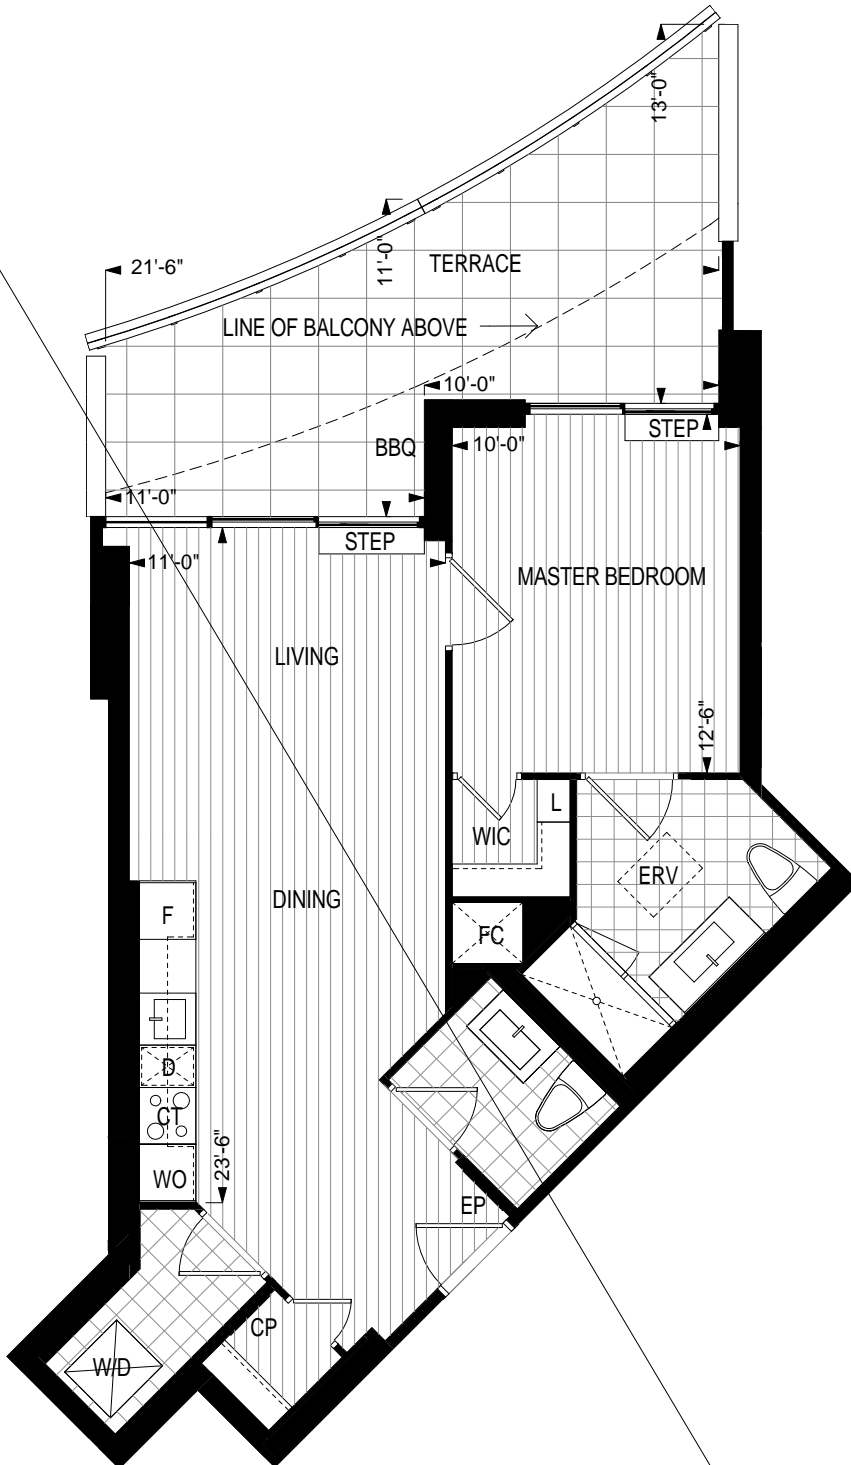 13'-0"
11'-0"
21'-6"
TERRACE
LINE OF BALCONY ABOVE
10'-0"
STEP
BBQ
10'-0"
11'-0"
STEP
11'-0"
MASTER BEDROOM
LIVING
12'-6"
L
WIC
ERV
DINING
F
FC
D
CT
23'-6"
WO
EP
CP
W/D